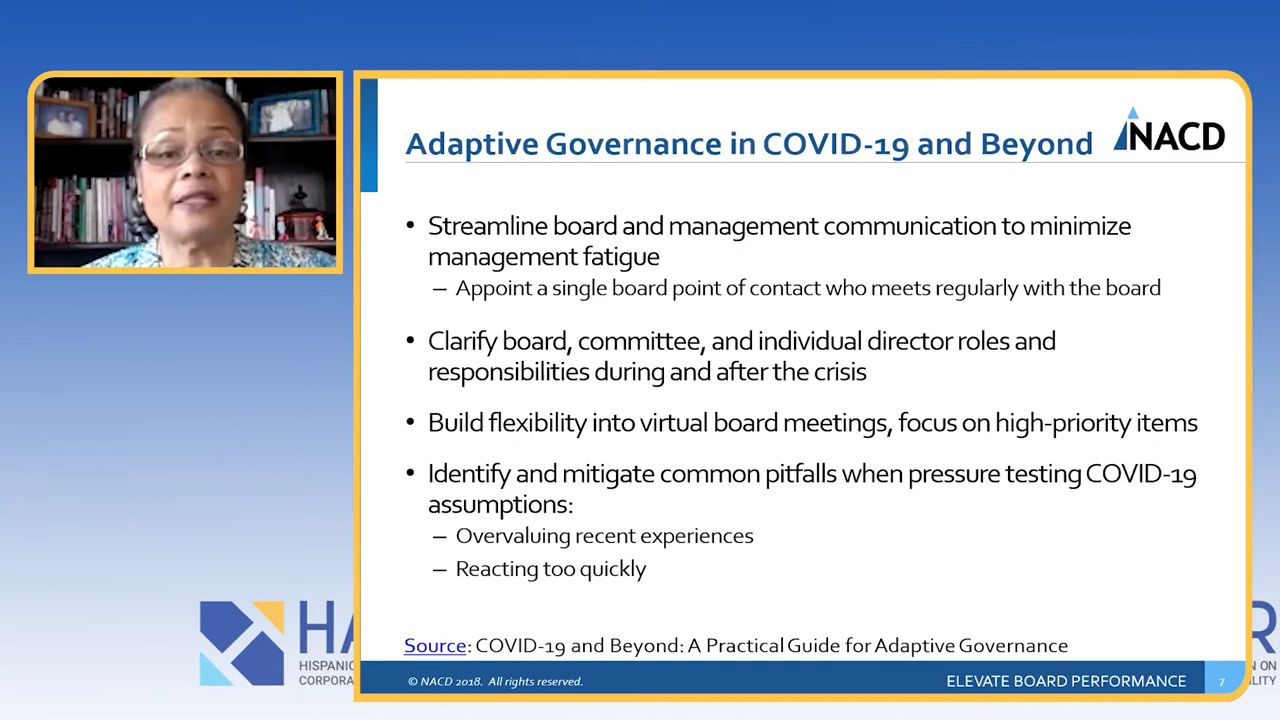 Adaptive Governance in COVID-19 and Beyond
NACD
• Streamline board and management communication to minimize
management fatigue
– Appoint a single board point of contact who meets regularly with the board
• Clarify board, committee, and individual director roles and
responsibilities during and after the crisis
• Build flexibility into virtual board meetings, focus on high-priority items
• Identify and mitigate common pitfalls when pressure testing COVID-19
assumptions:
– Overvaluing recent experiences
– Reacting too quickly
Source: COVID-19 and Beyond: A Practical Guide for Adaptive Governance
© NACD 2018. All rights reserved.
ELEVATE BOARD PERFORMANCE
7
HISPANIC